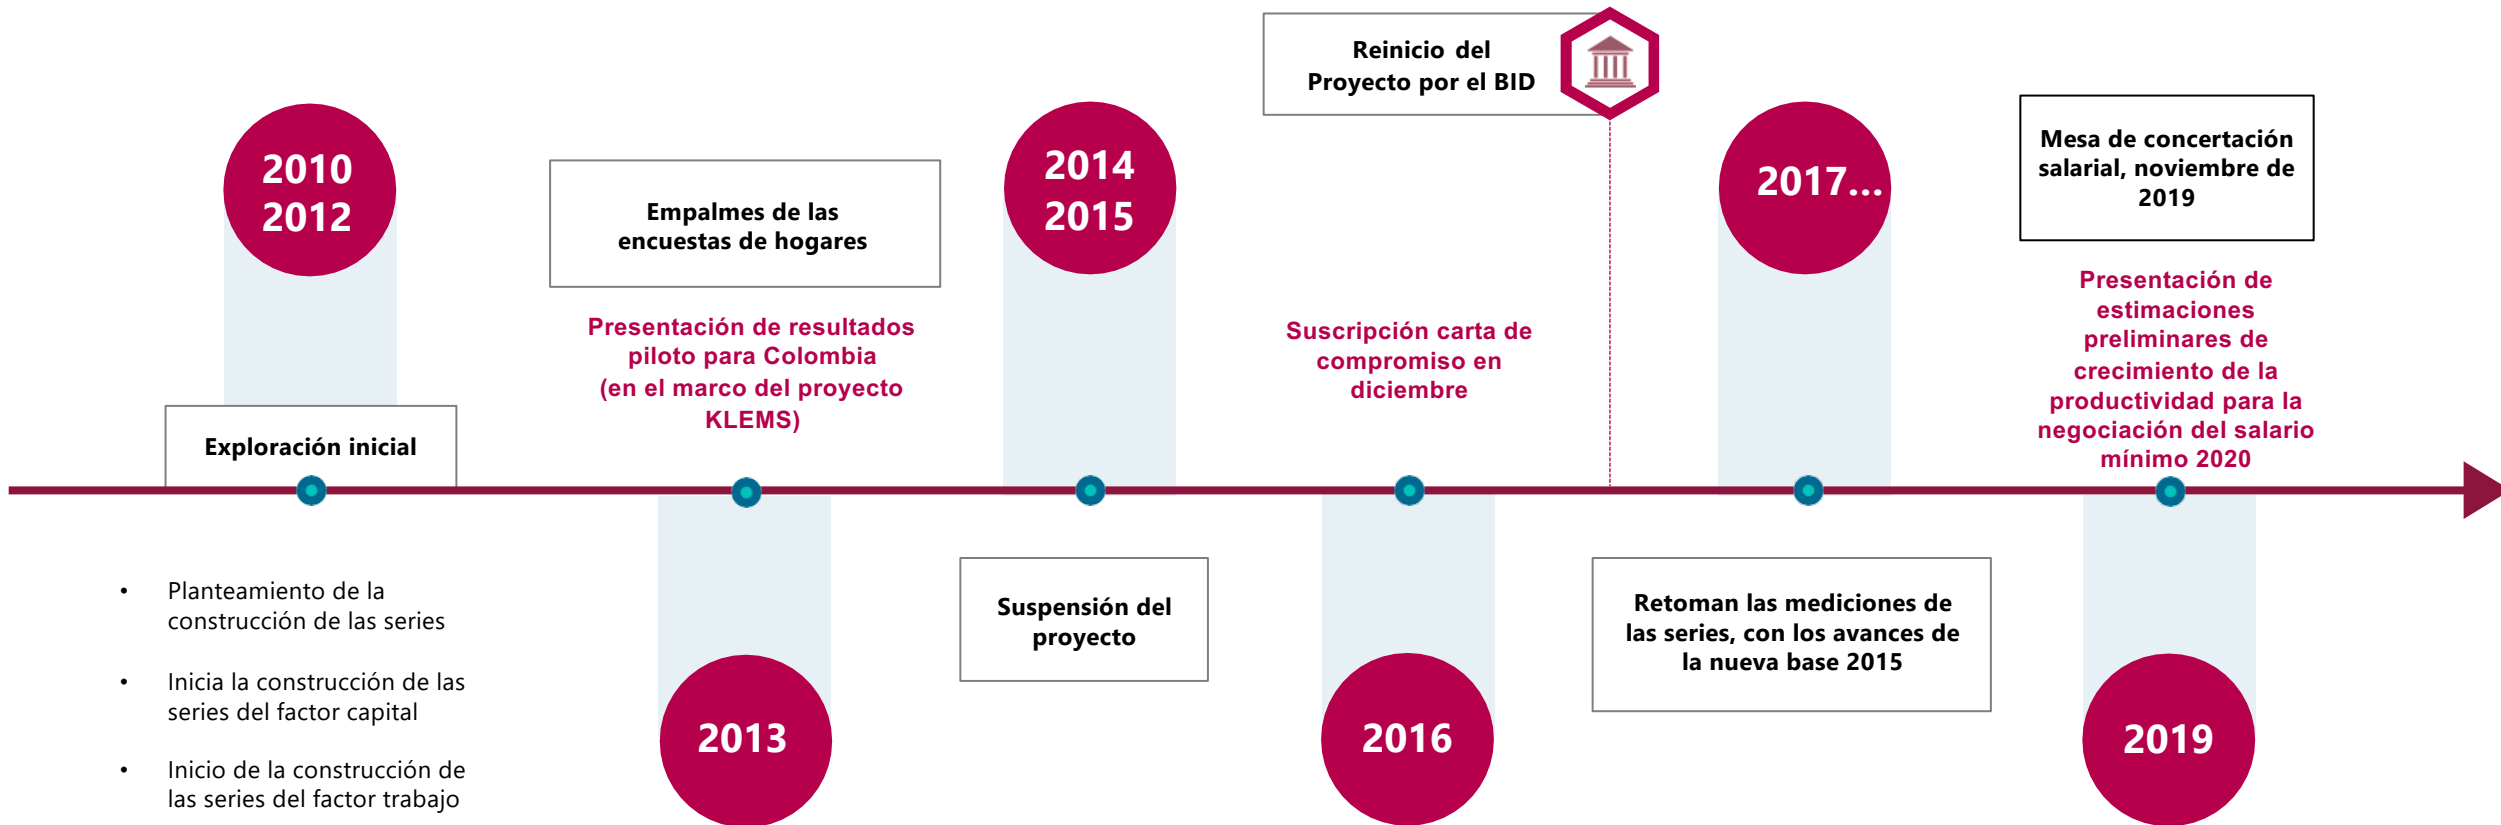 2010
2012
Exploración inicial
• Planteamiento de la
construcción de las series
• Inicia la construcción de las
series del factor capital
• Inicio de la construcción de
las series del factor trabajo
Empalmes de las
encuestas de hogares
Presentación de resultados
piloto para Colombia
(en el marco del proyecto
KLEMS)
2013
2014
2015
Suspensión del
proyecto
Reinicio del
Proyecto por el BID
Suscripción carta de
compromiso en
diciembre
2016
2017...
Retoman las mediciones de
las series, con los avances de
la nueva base 2015
Mesa de concertación
salarial, noviembre de
2019
Presentación de
estimaciones
preliminares de
crecimiento de la
productividad para la
negociación del salario
mínimo 2020
2019